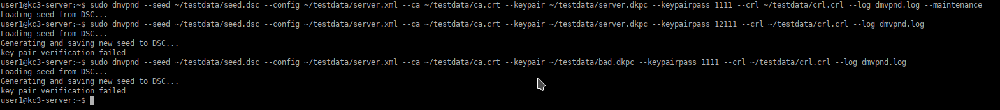 user1@kc3-server:~$ sudo dmvpnd --seed ~/testdata/seed.dsc --config ~/testdata/server.xml --ca ~/testdata/ca.crt --keypair ~/testdata/server.dkpc --keypairpass 1111 --crl ~/testdata/crl.crl --log dmvpnd.log --maintenance
Loading seed from DSC...
user1@kc3-server:~$ sudo dmvpnd --seed ~/testdata/seed.dsc --config ~/testdata/server.xml --ca ~/testdata/ca.crt --keypair ~/testdata/server.dkpc --keypairpass 12111 --crl ~/testdata/crl.crl --log dmvpnd.log
Loading seed from DSC...
Generating and saving new seed to DSC...
key pair verification failed
user1@kc3-server:~$ sudo dmvpnd --seed ~/testdata/seed.dsc --config ~/testdata/server.xml --ca ~/testdata/ca.crt --keypair ~/testdata/bad.dkpc --keypairpass 1111 --crl ~/testdata/crl.crl --log dmvpnd.log
Loading seed from DSC...
Generating and saving new seed to DSC...
key pair verification failed
user1@kc3-server:~$